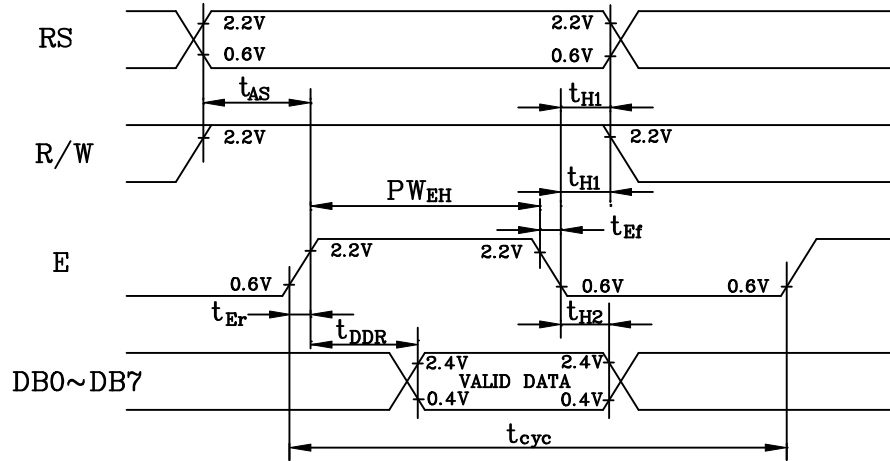 RS 2.2V 2.2V
0.6V 0.6V
tAS tH1
R/W 2.2V 2.2V
PWEH tH1
tEf
E 2.2V 2.2V
0.6V 0.6V 0.6V
tEr tH2
tDDR
2.4V 2.4V
DB0~DB7 VALID DATA
0.4V 0.4V
tcyc